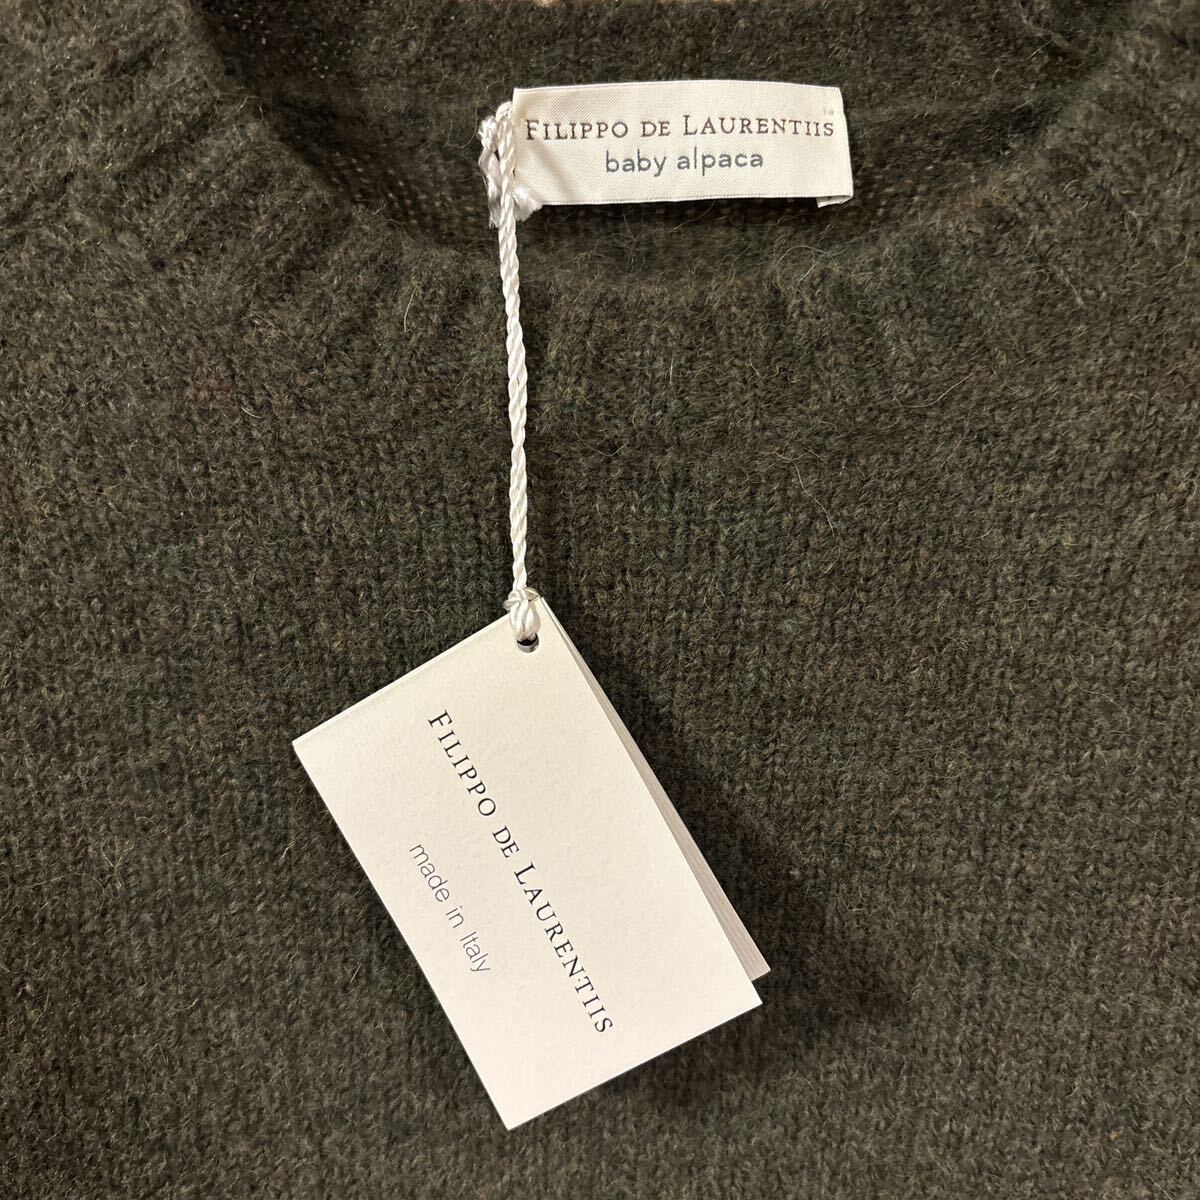 FILIPPO DE LAURENTIIS
baby alpaca
FILIPPO DE LAURENTIIS
made in Italy